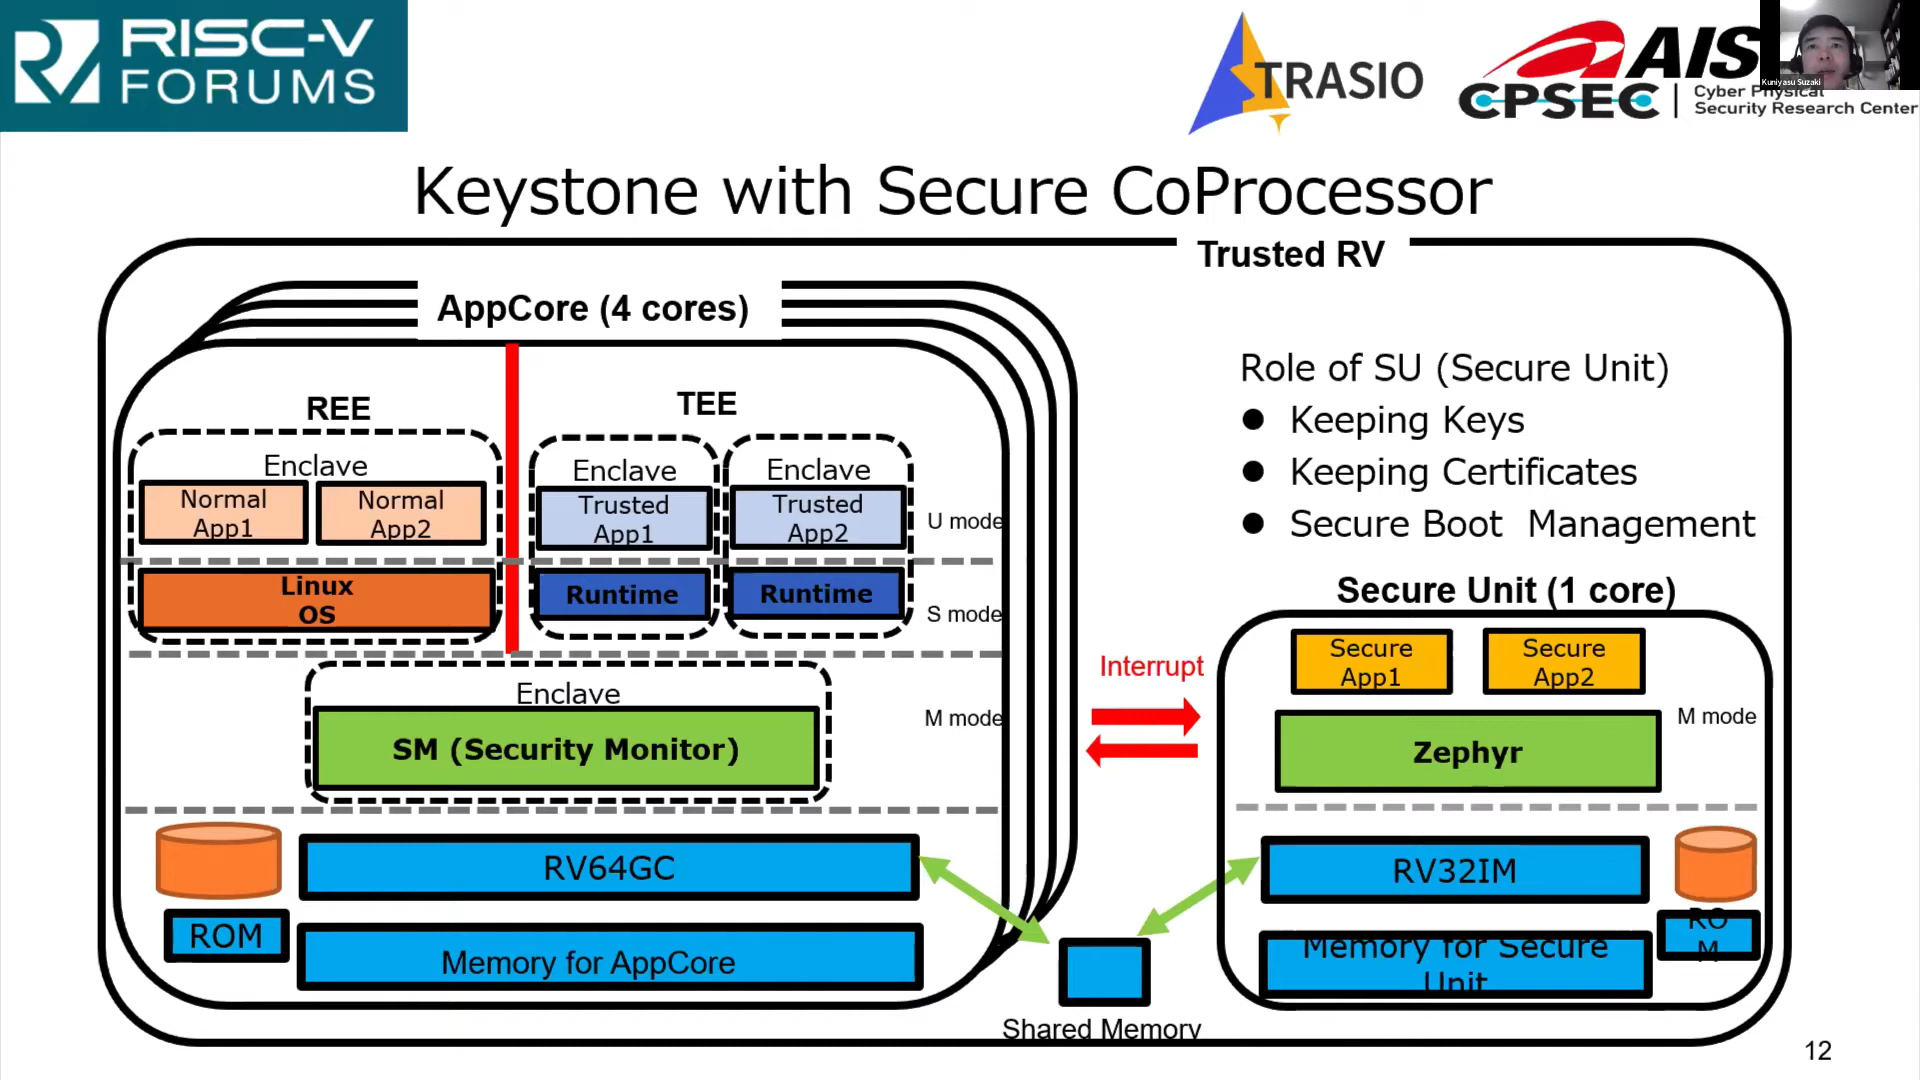 RISC-V
FORUMS
TRASIO
AIS
CPSEC
Cyber Physical
Security Research Center
Kuniyasu Suzaki
Keystone with Secure CoProcessor
Trusted RV
AppCore (4 cores)
REE
TEE
Enclave
Normal
App1
Normal
App2
Enclave
Trusted
App1
Enclave
Trusted
App2
U mode
Linux
OS
Runtime
Runtime
S mode
Enclave
SM (Security Monitor)
M mode
RV64GC
ROM
Memory for AppCore
Interrupt
Shared Memory
Role of SU (Secure Unit)
● Keeping Keys
● Keeping Certificates
● Secure Boot Management
Secure Unit (1 core)
Secure
App1
Secure
App2
Zephyr
M mode
RV32IM
RO
M
Memory for Secure
Unit
12